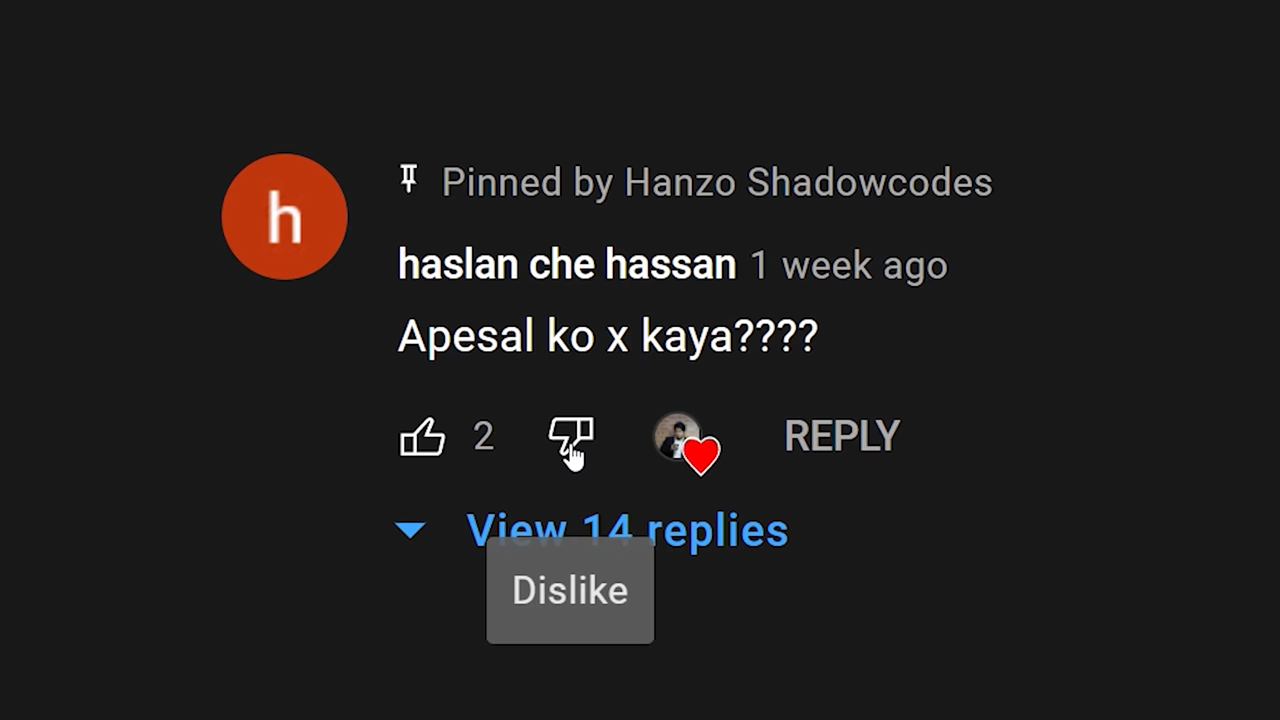 h
Pinned by Hanzo Shadowcodes
haslan che hassan 1 week ago
Apesal ko x kaya????
2 REPLY
View 14 replies
Dislike